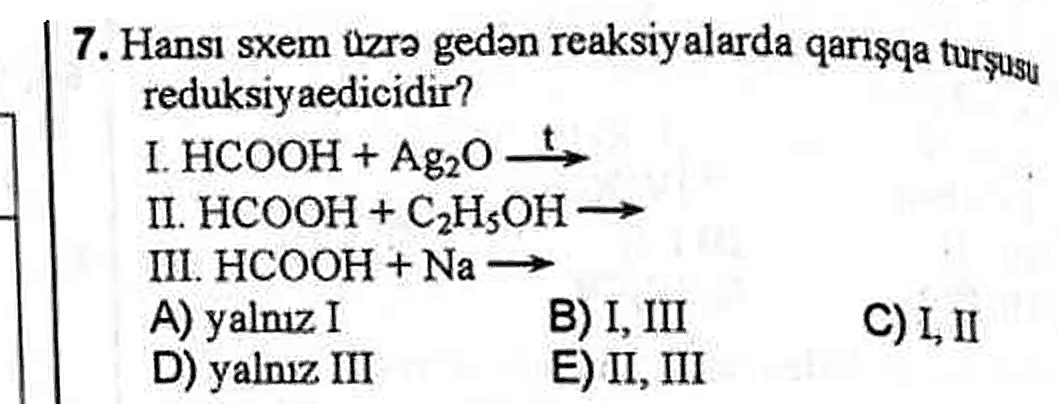 7. Hansı sxem üzrə gedən reaksiyalarda qarışqa turşusu
reduksiyaedicidir?
I. HCOOH + Ag₂O —t→
II. HCOOH + C₂H₅OH →
III. HCOOH + Na →
A) yalnız I B) I, III C) I, II
D) yalnız III E) II, III